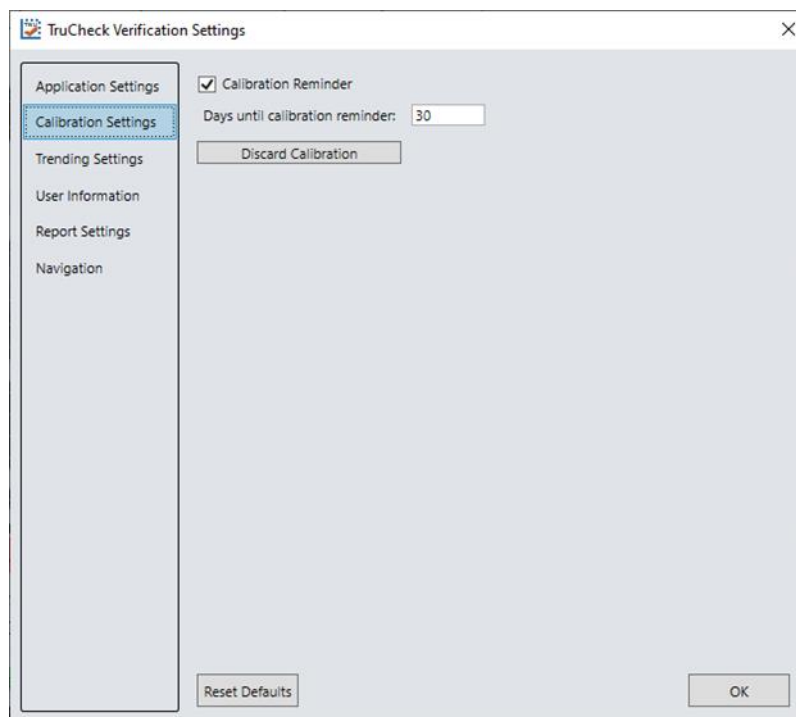 TruCheck Verification Settings
Application Settings
Calibration Settings
Trending Settings
User Information
Report Settings
Navigation
Calibration Reminder
Days until calibration reminder: 30
Discard Calibration
Reset Defaults
OK